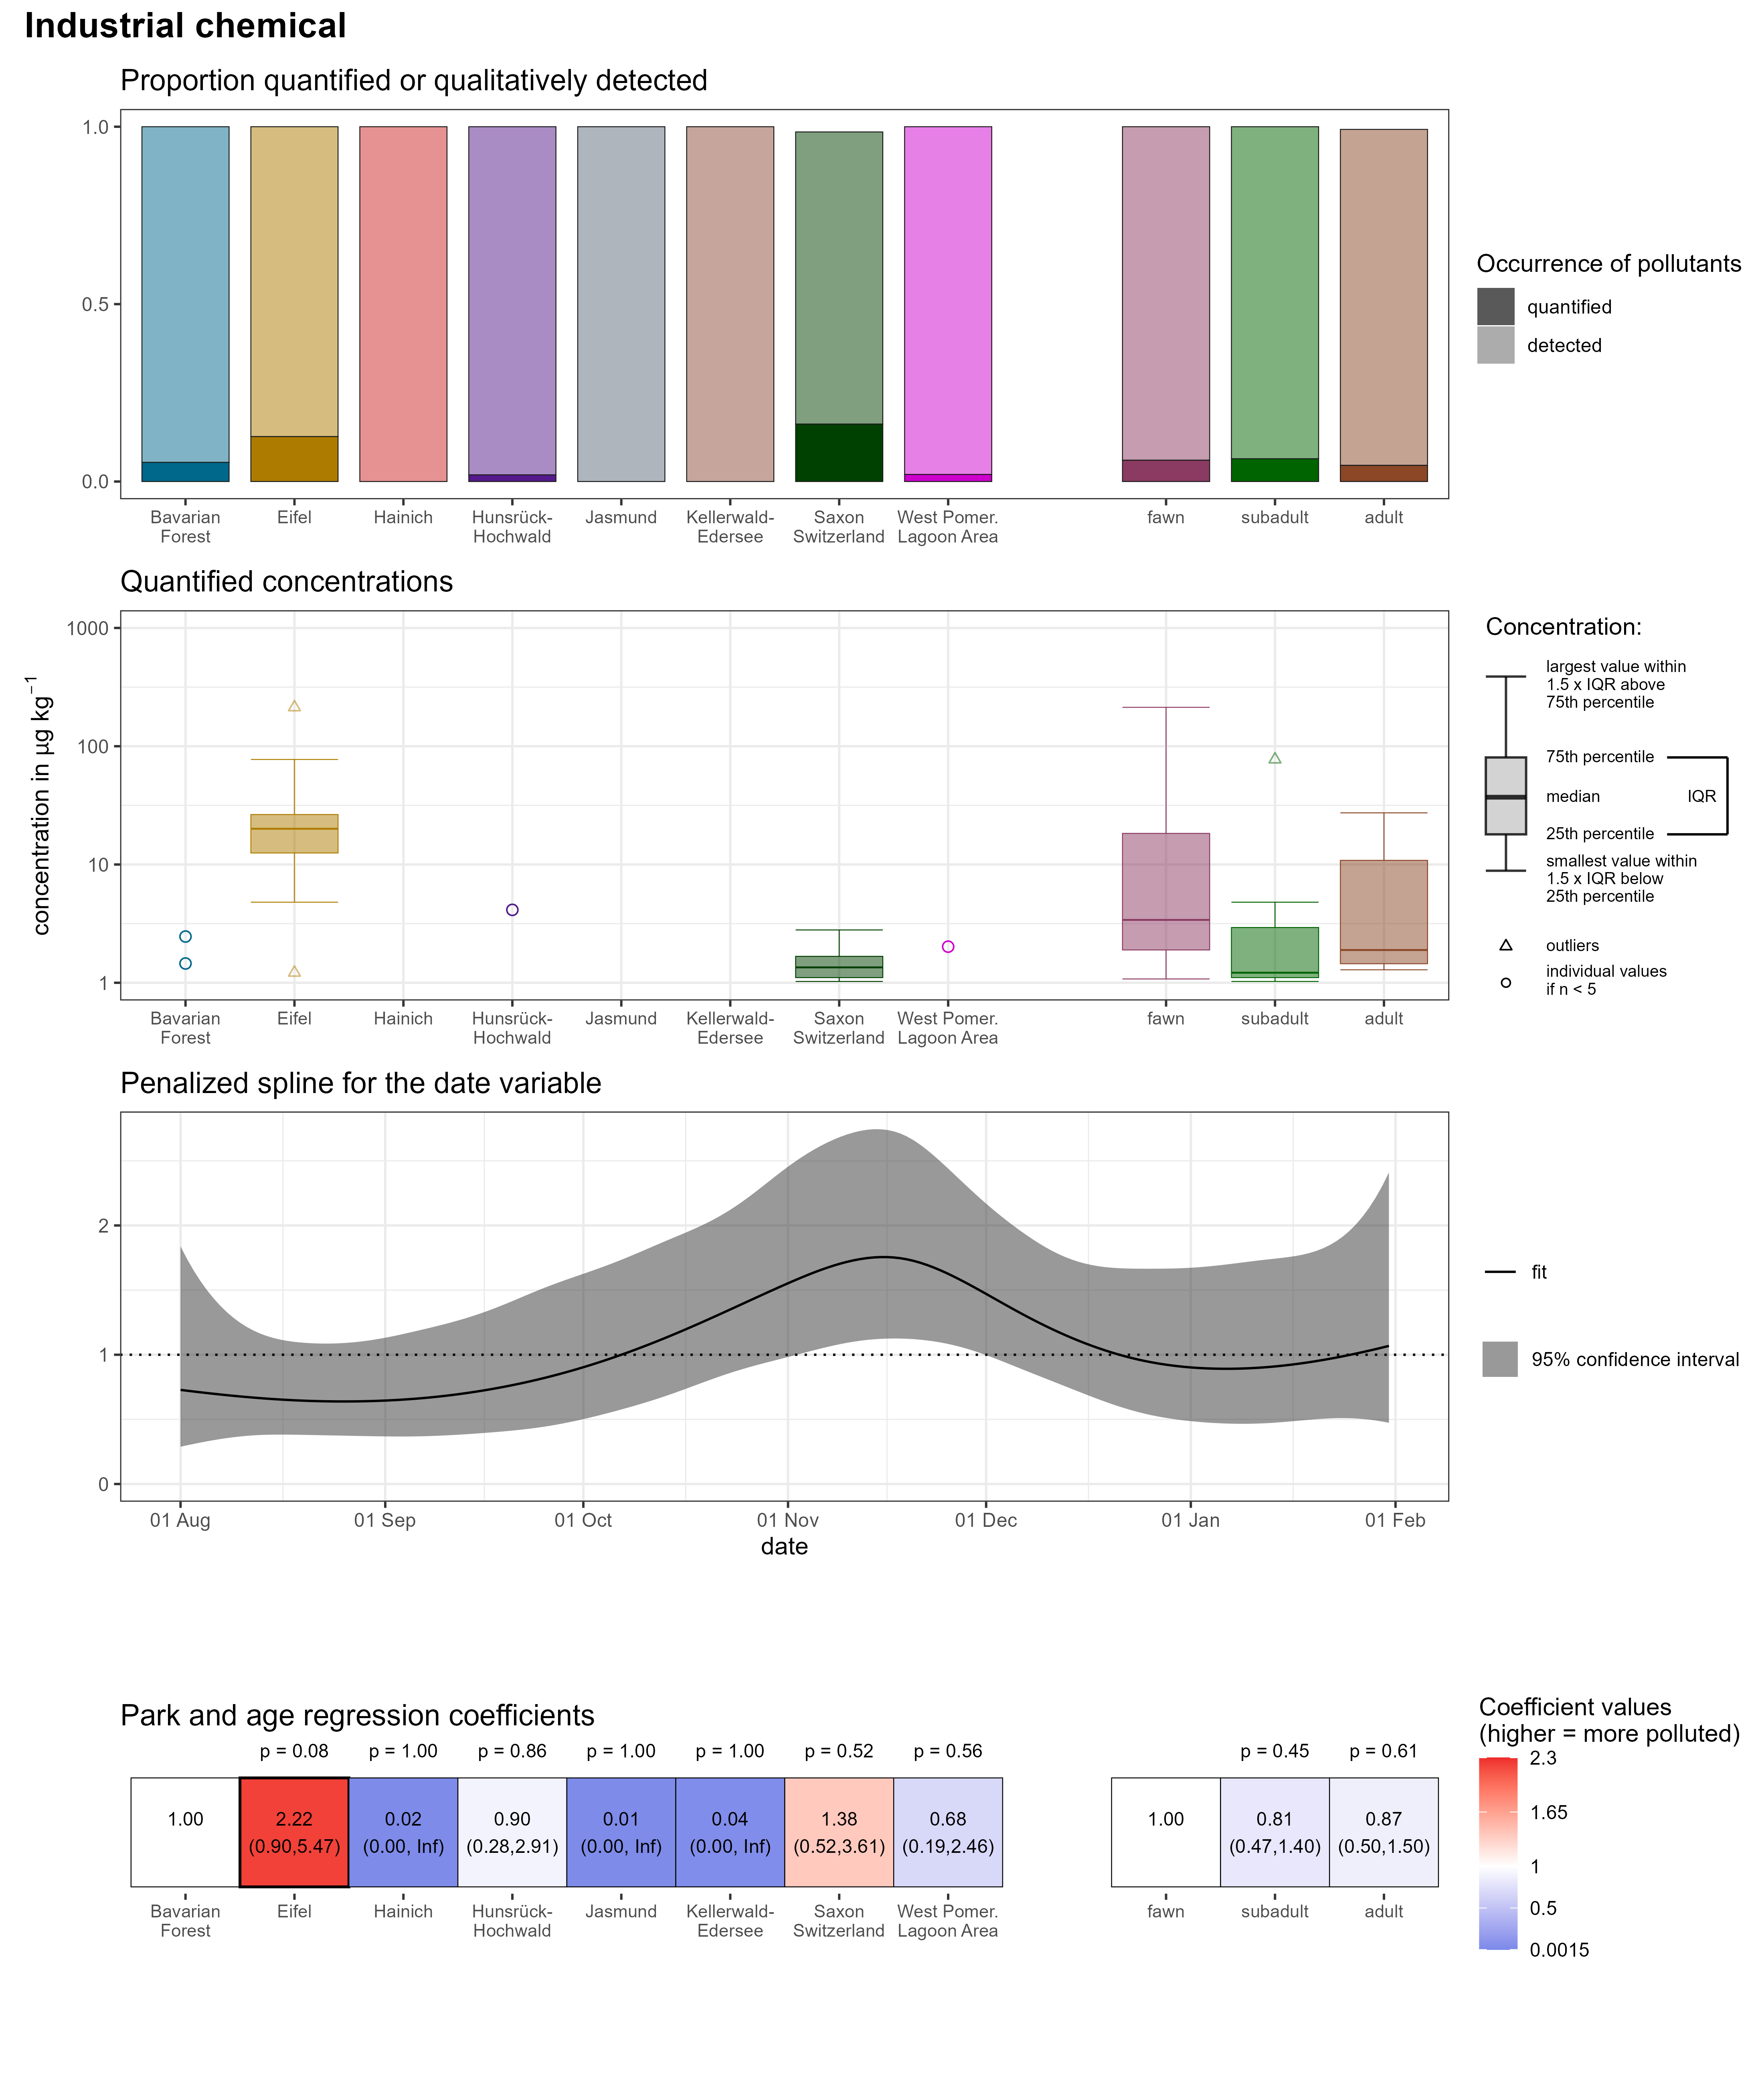 Industrial chemical
Proportion quantified or qualitatively detected
1.0
0.5
0.0
Bavarian Forest
Eifel
Hainich
Hunsrück-Hochwald
Jasmund
Kellerwald-Edersee
Saxon Switzerland
West Pomer. Lagoon Area
fawn
subadult
adult
Occurrence of pollutants
quantified
detected
Quantified concentrations
concentration in µg kg⁻¹
1000
100
10
1
Bavarian Forest
Eifel
Hainich
Hunsrück-Hochwald
Jasmund
Kellerwald-Edersee
Saxon Switzerland
West Pomer. Lagoon Area
fawn
subadult
adult
Concentration:
largest value within
1.5 x IQR above
75th percentile
75th percentile
median
IQR
25th percentile
smallest value within
1.5 x IQR below
25th percentile
outliers
individual values
if n < 5
Penalized spline for the date variable
2
1
0
01 Aug
01 Sep
01 Oct
01 Nov
01 Dec
01 Jan
01 Feb
date
fit
95% confidence interval
Park and age regression coefficients
p = 0.08
p = 1.00
p = 0.86
p = 1.00
p = 1.00
p = 0.52
p = 0.56
p = 0.45
p = 0.61
1.00
2.22
(0.90,5.47)
0.02
(0.00, Inf)
0.90
(0.28,2.91)
0.01
(0.00, Inf)
0.04
(0.00, Inf)
1.38
(0.52,3.61)
0.68
(0.19,2.46)
1.00
0.81
(0.47,1.40)
0.87
(0.50,1.50)
Bavarian Forest
Eifel
Hainich
Hunsrück-Hochwald
Jasmund
Kellerwald-Edersee
Saxon Switzerland
West Pomer. Lagoon Area
fawn
subadult
adult
Coefficient values
(higher = more polluted)
2.3
1.65
1
0.5
0.0015